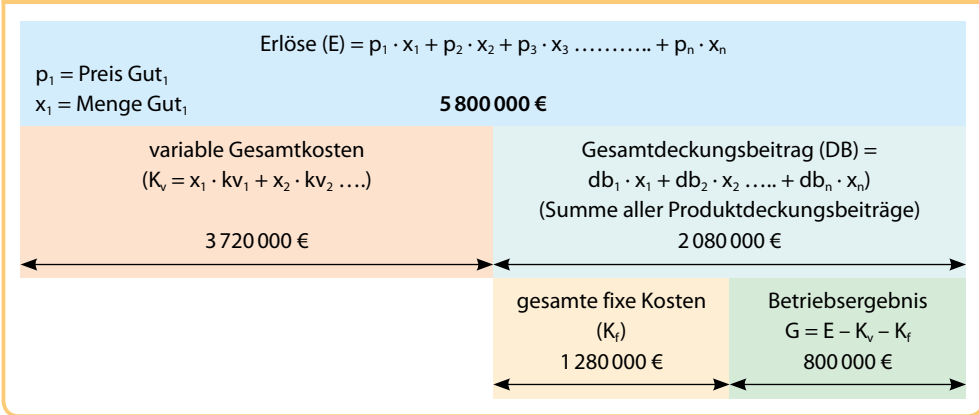 Erlöse (E) = p₁ · x₁ + p₂ · x₂ + p₃ · x₃ ……….. + pₙ · xₙ
p₁ = Preis Gut₁
x₁ = Menge Gut₁
5 800 000 €
variable Gesamtkosten
(Kᵥ = x₁ · kv₁ + x₂ · kv₂ ….)
3 720 000 €
Gesamtdeckungsbeitrag (DB) =
db₁ · x₁ + db₂ · x₂ ….. + dbₙ · xₙ)
(Summe aller Produktdeckungsbeiträge)
2 080 000 €
gesamte fixe Kosten
(K_f)
1 280 000 €
Betriebsergebnis
G = E – Kᵥ – K_f
800 000 €